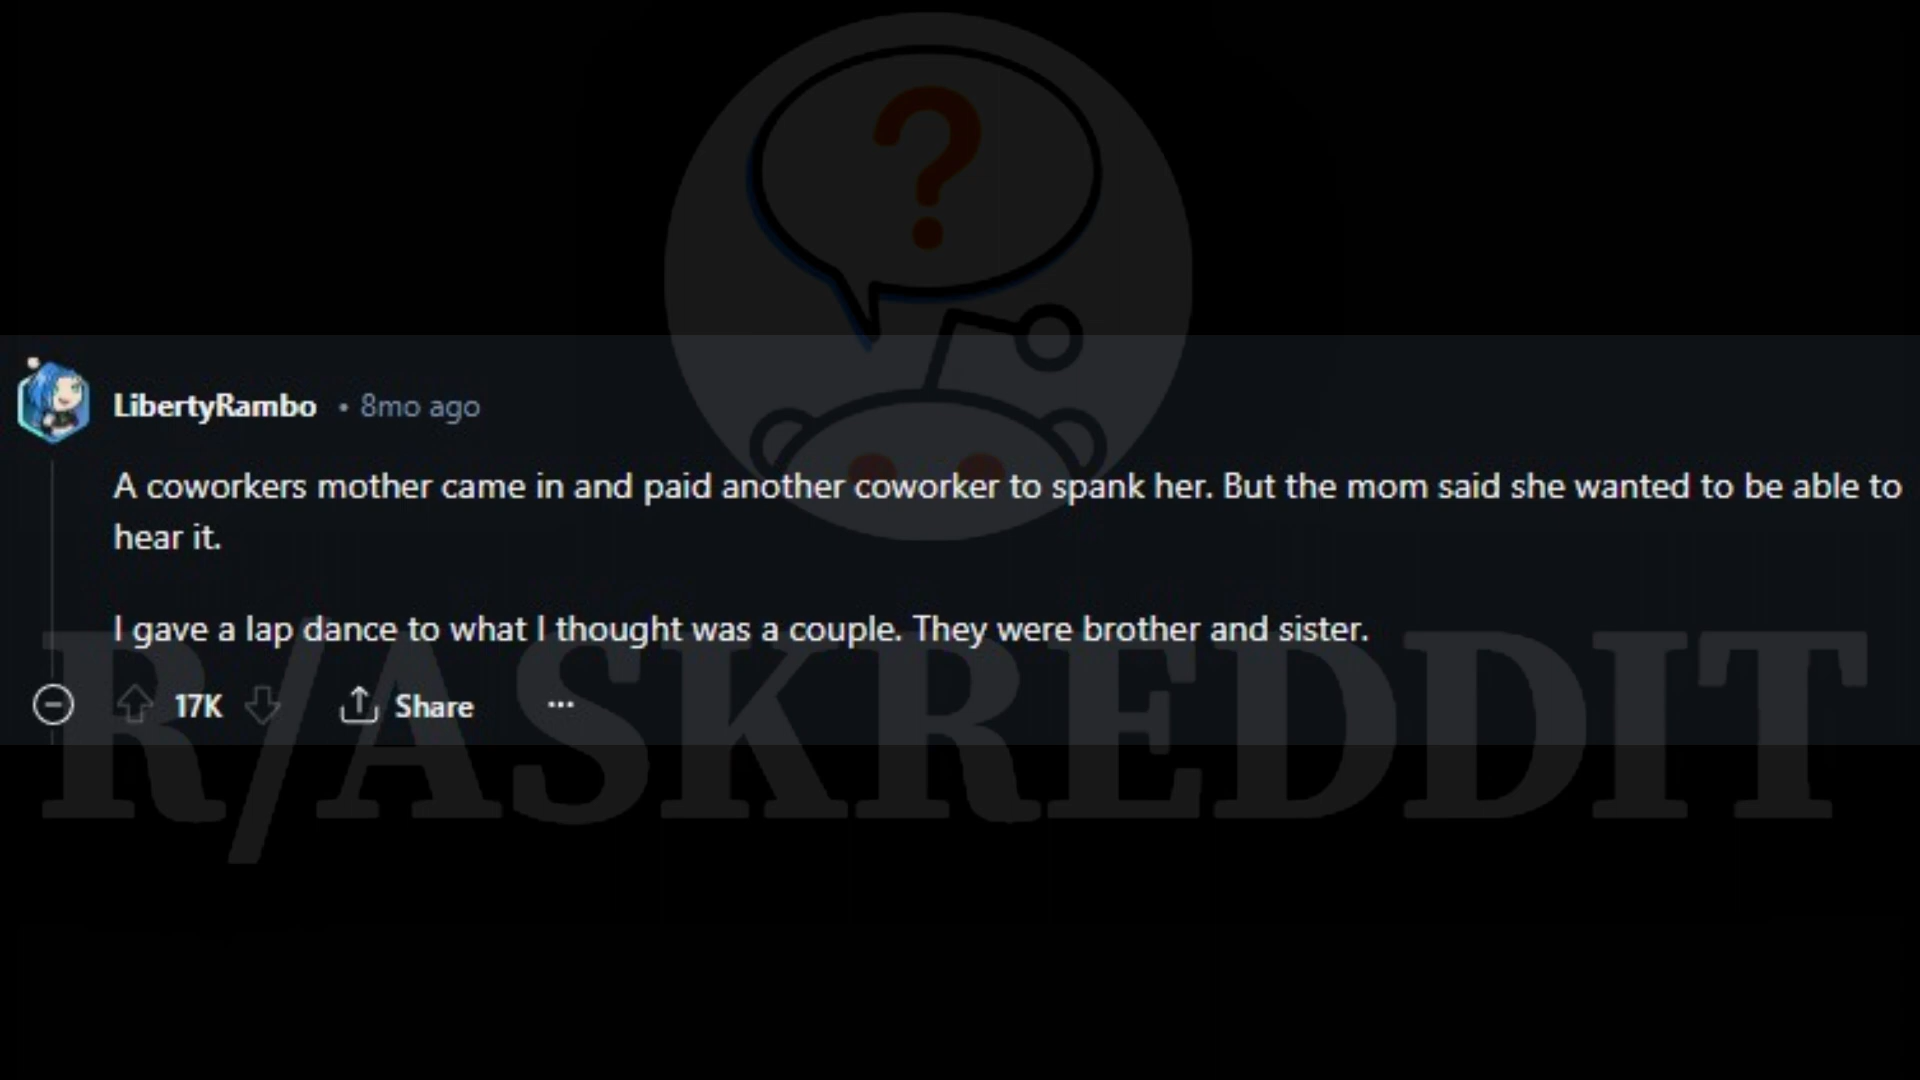 LibertyRambo • 8mo ago
A coworkers mother came in and paid another coworker to spank her. But the mom said she wanted to be able to
hear it.
I gave a lap dance to what I thought was a couple. They were brother and sister.
17K Share ...
R/ASKREDDIT